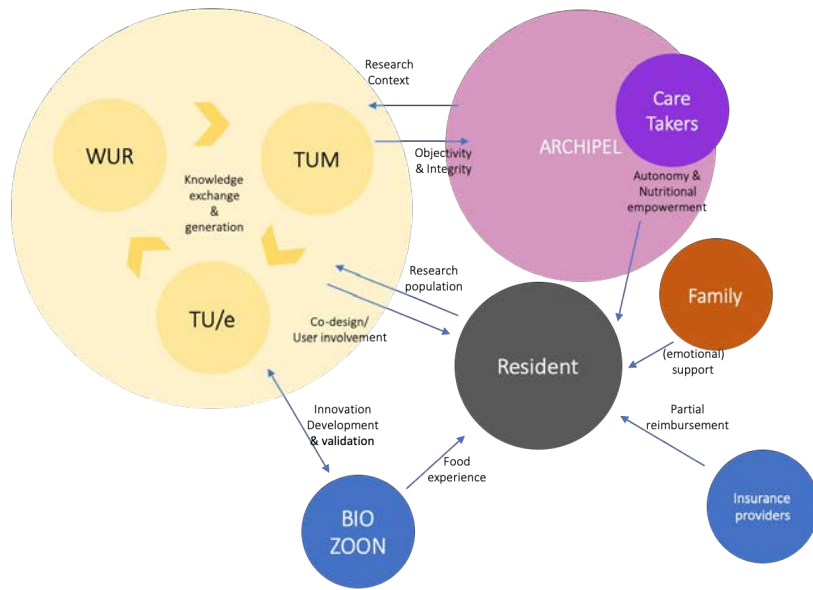 Research
Context
Care
Takers
WUR
TUM
ARCHIPEL
Objectivity
& Integrity
Knowledge
exchange
&
generation
Autonomy &
Nutritional
empowerment
Research
population
Family
TU/e
Co-design/
User involvement
Resident
(emotional)
support
Innovation
Development
& validation
Partial
reimbursement
Food
experience
BIO
ZOON
Insurance
providers